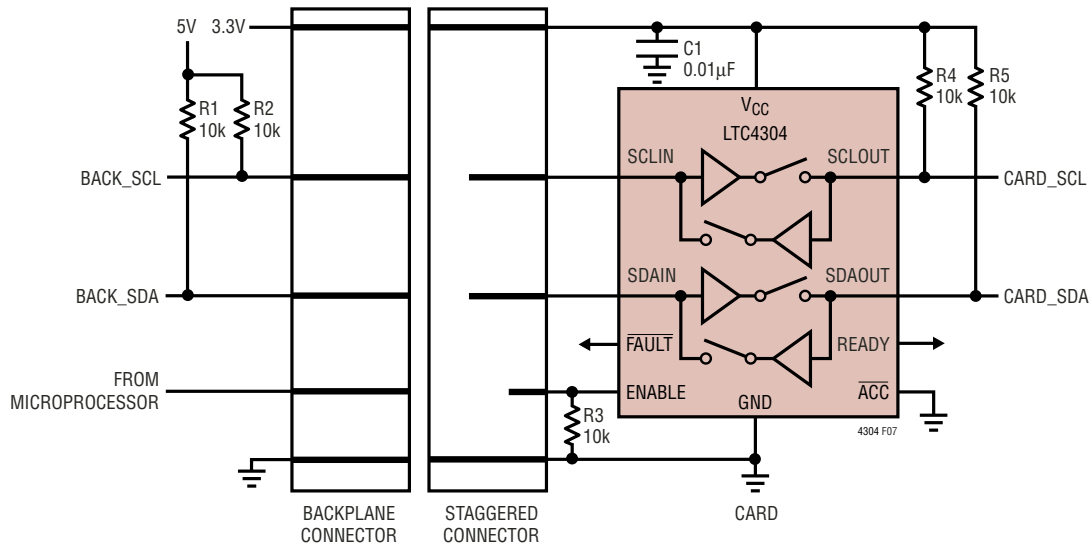 5V 3.3V
C1
0.01µF
R1
10k
R2
10k
R4
10k
R5
10k
VCC
LTC4304
SCLIN
SCLOUT
BACK_SCL
CARD_SCL
SDAIN
SDAOUT
BACK_SDA
CARD_SDA
FAULT
READY
FROM
MICROPROCESSOR
ENABLE
GND
ACC
R3
10k
4304 F07
BACKPLANE
CONNECTOR
STAGGERED
CONNECTOR
CARD